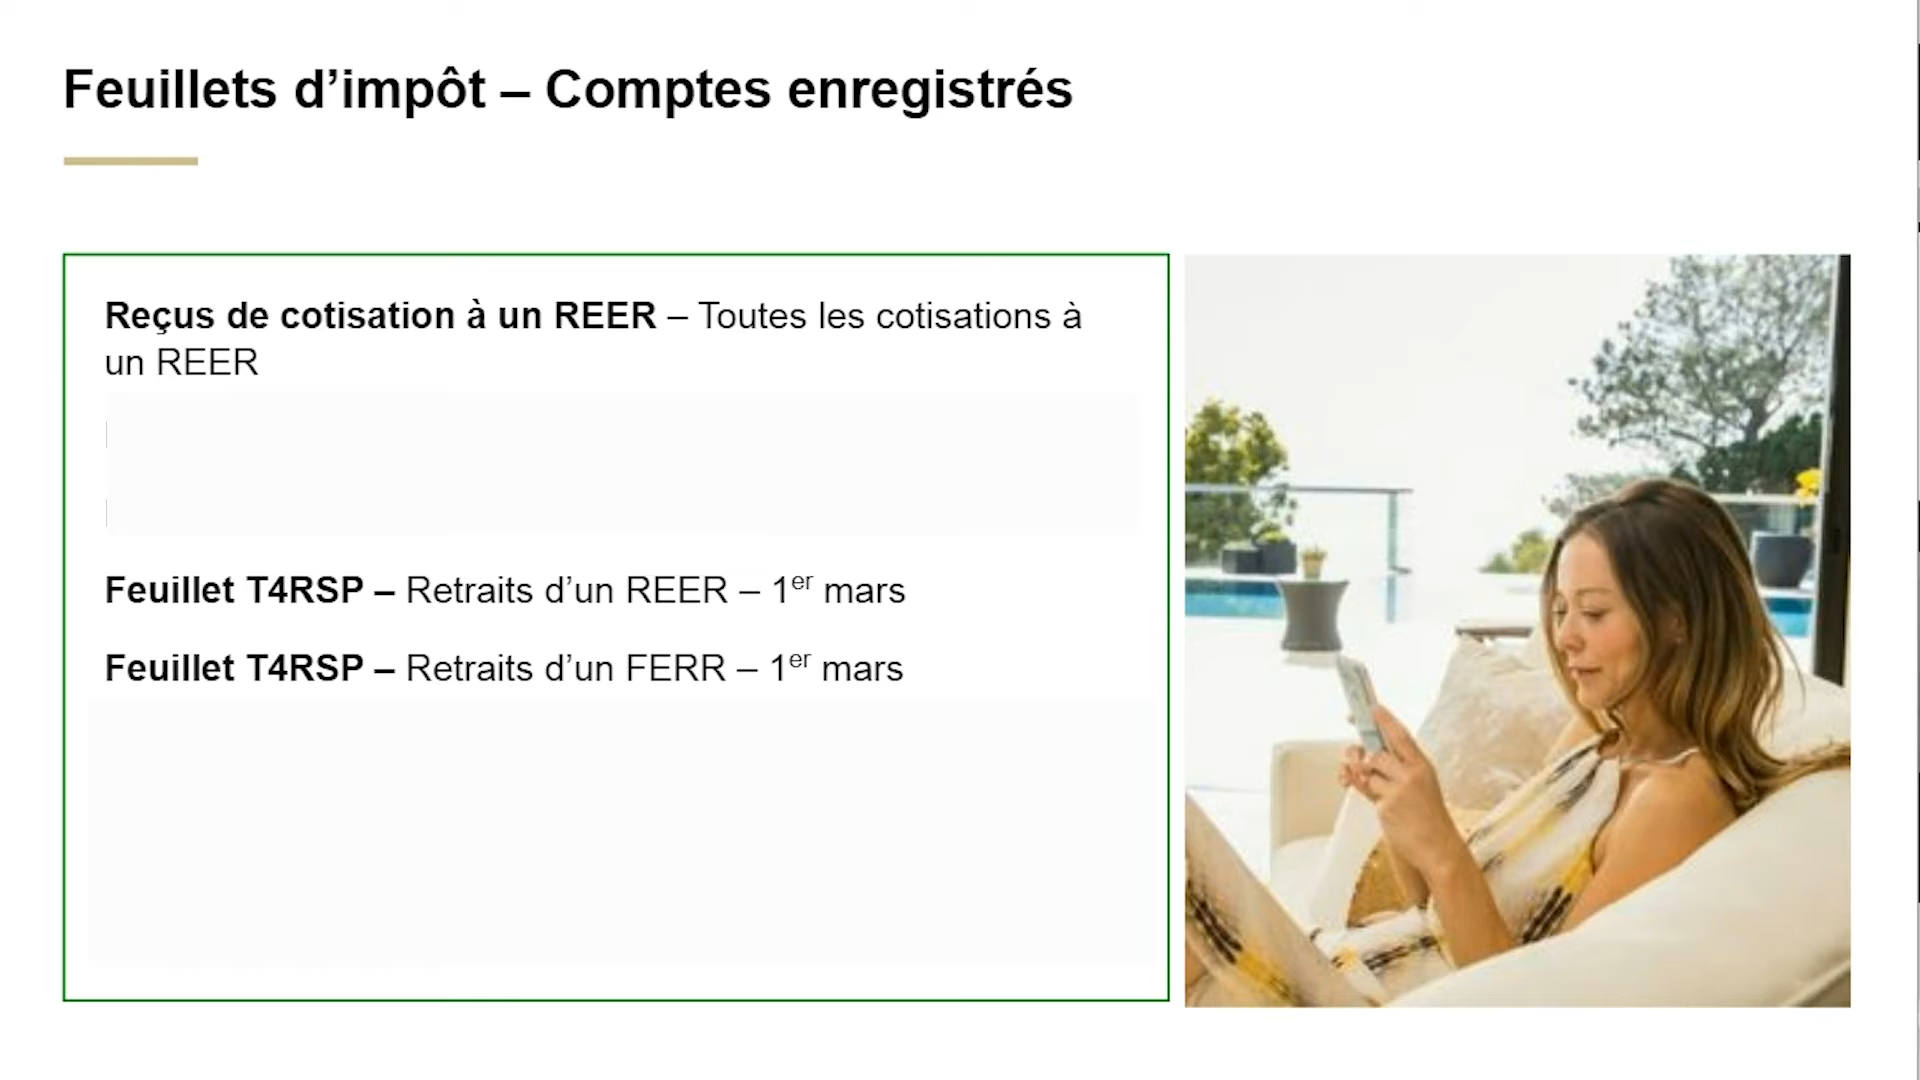 Feuillets d’impôt – Comptes enregistrés
Reçus de cotisation à un REER – Toutes les cotisations à
un REER
Feuillet T4RSP – Retraits d’un REER – 1er mars
Feuillet T4RSP – Retraits d’un FERR – 1er mars